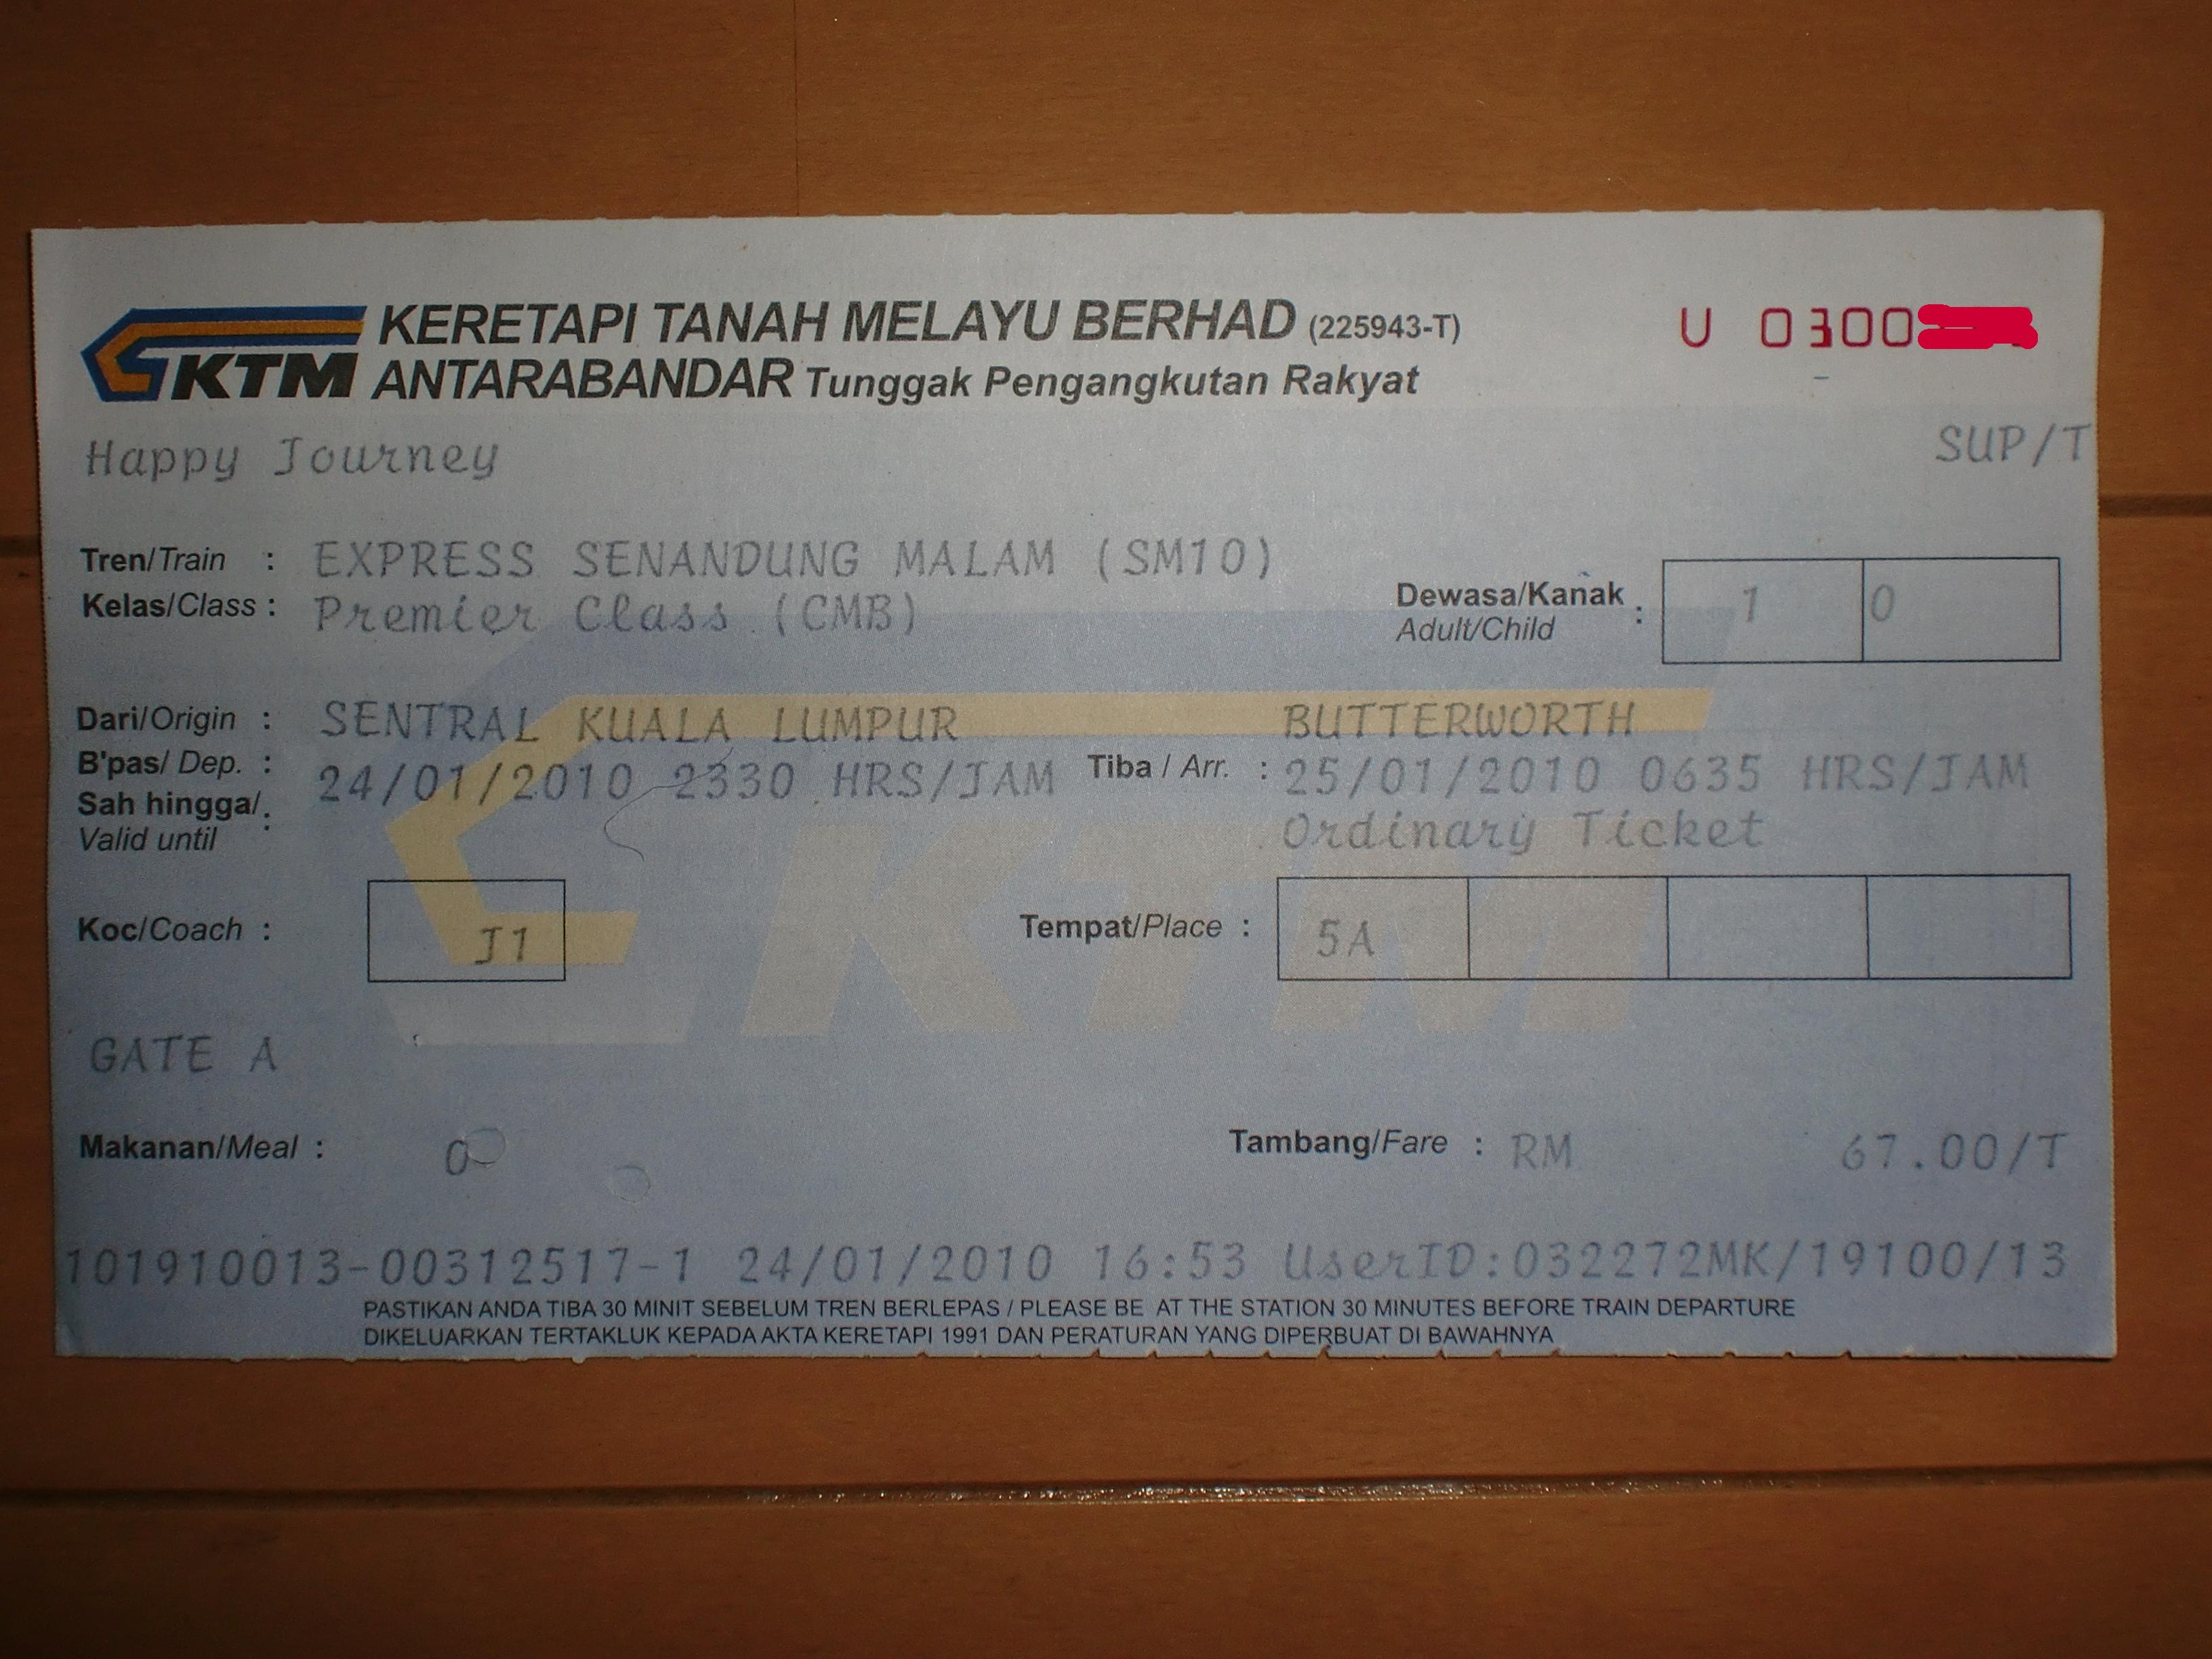 KTM KERETAPI TANAH MELAYU BERHAD (225943-T) U 0300
ANTARABANDAR Tunggak Pengangkutan Rakyat
Happy Journey SUP/T
Tren/Train : EXPRESS SENANDUNG MALAM (SM10)
Kelas/Class : Premier Class (CMB) Dewasa/Kanak Adult/Child : 1 0
Dari/Origin : SENTRAL KUALA LUMPUR BUTTERWORTH
B'pas/ Dep. : 24/01/2010 2330 HRS/JAM Tiba / Arr. : 25/01/2010 0635 HRS/JAM
Sah hingga/ Valid until : Ordinary Ticket
Koc/Coach : J1 Tempat/Place : 5A
KTM
GATE A
Makanan/Meal : 0 Tambang/Fare : RM 67.00/T
101910013-00312517-1 24/01/2010 16:53 UserID:032272MK/19100/13
PASTIKAN ANDA TIBA 30 MINIT SEBELUM TREN BERLEPAS / PLEASE BE AT THE STATION 30 MINUTES BEFORE TRAIN DEPARTURE
DIKELUARKAN TERTAKLUK KEPADA AKTA KERETAPI 1991 DAN PERATURAN YANG DIPERBUAT DI BAWAHNYA